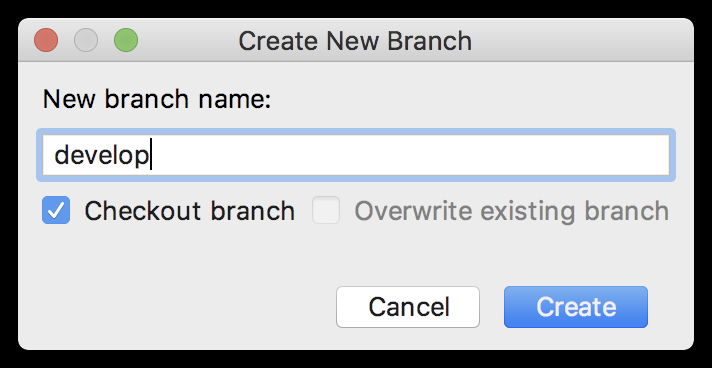 Create New Branch
New branch name:
develop
Checkout branch Overwrite existing branch
Cancel Create